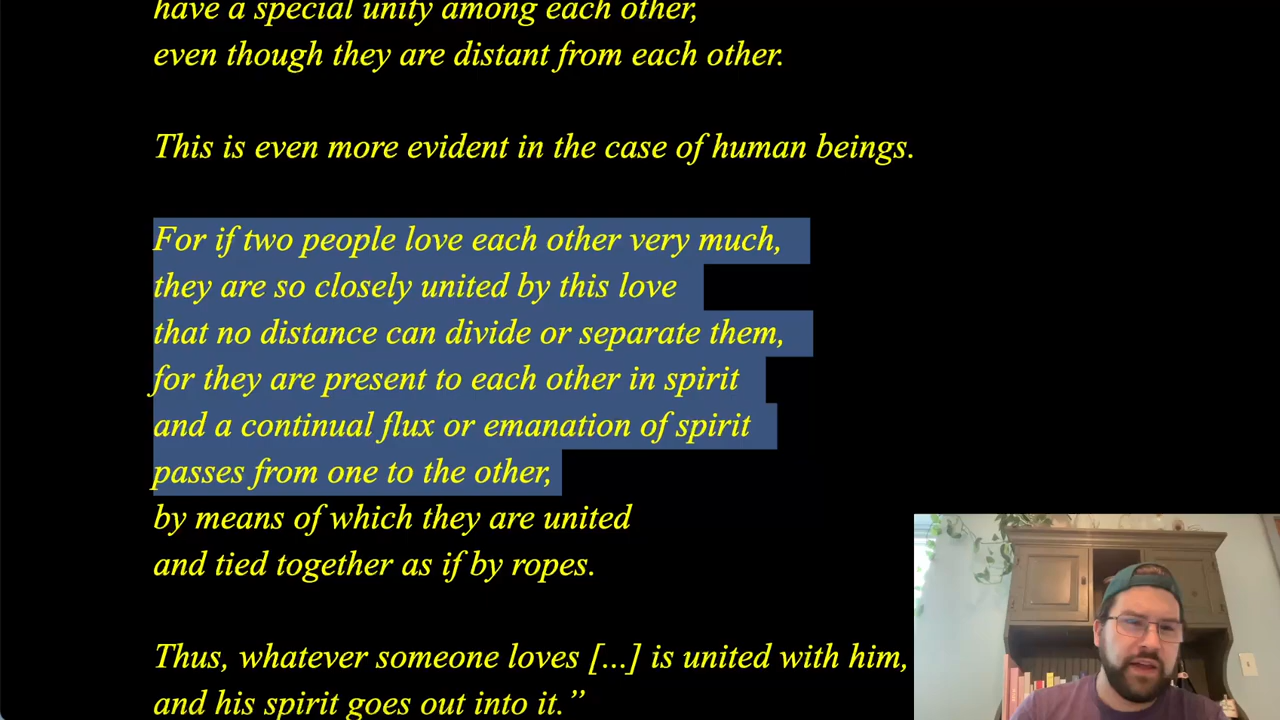 have a special unity among each other,
even though they are distant from each other.
This is even more evident in the case of human beings.
For if two people love each other very much,
they are so closely united by this love
that no distance can divide or separate them,
for they are present to each other in spirit
and a continual flux or emanation of spirit
passes from one to the other,
by means of which they are united
and tied together as if by ropes.
Thus, whatever someone loves [...] is united with him,
and his spirit goes out into it.”